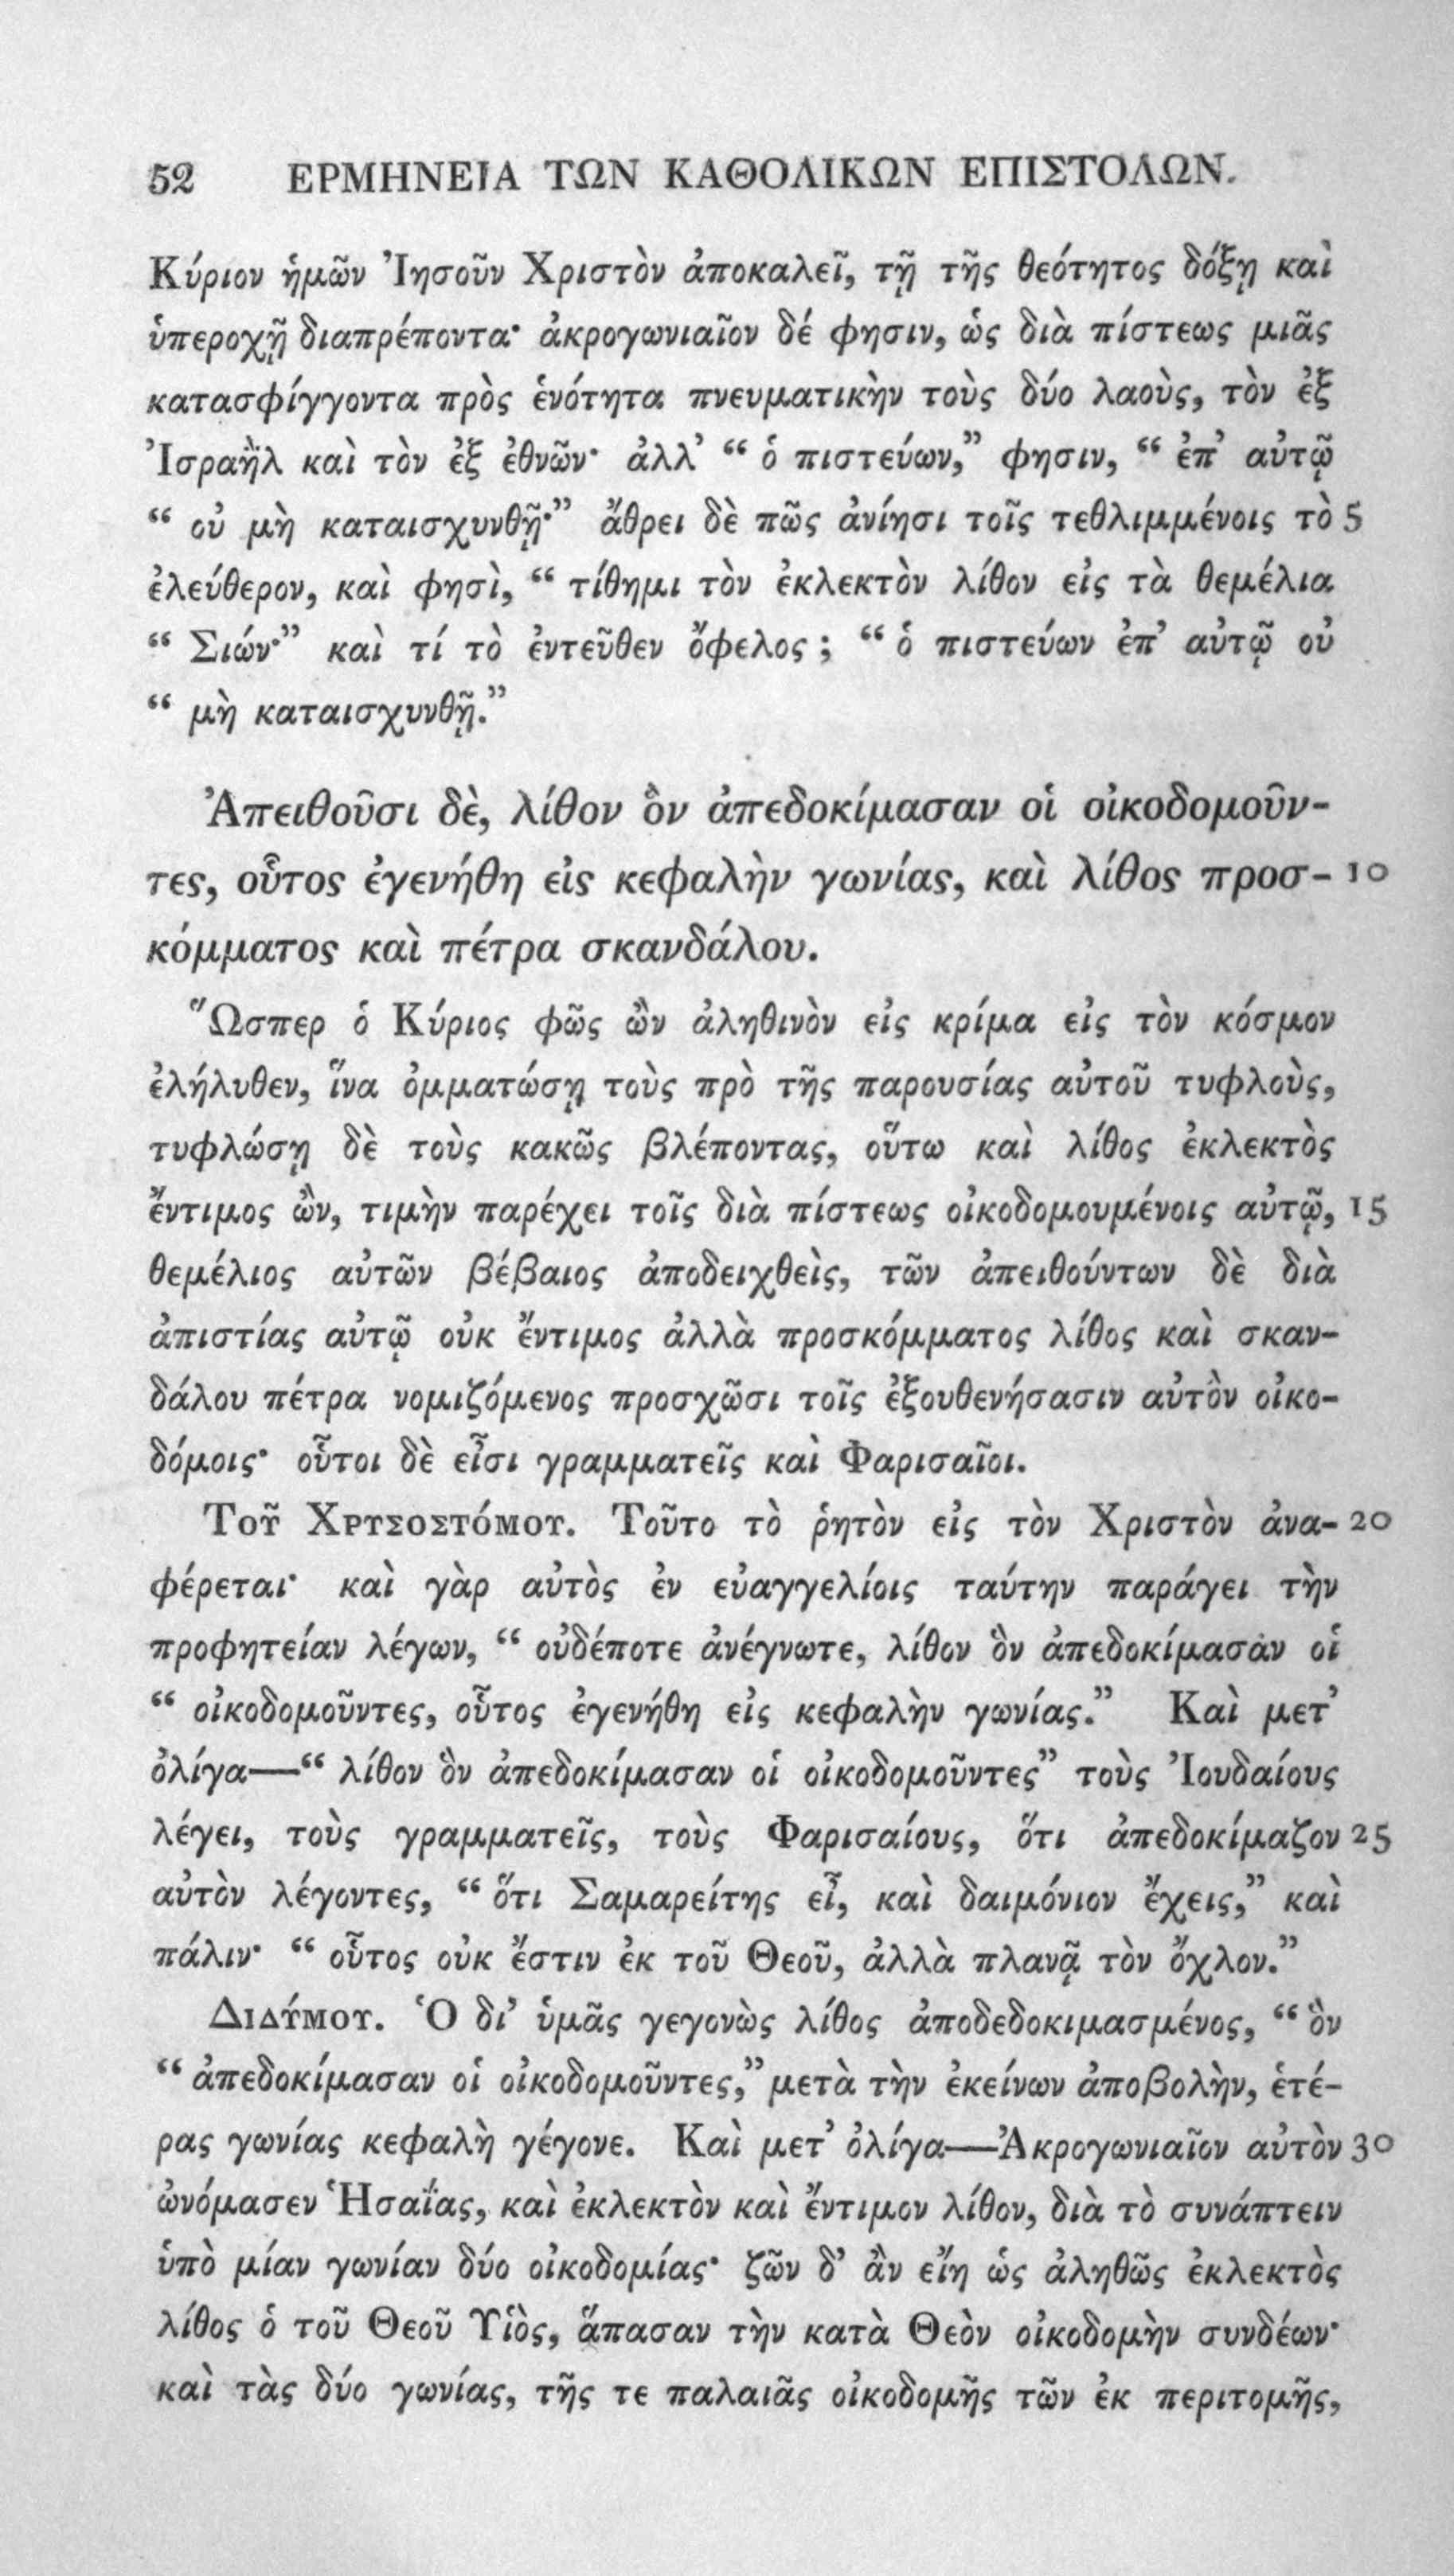 52 ΕΡΜΗΝΕΙΑ ΤΩΝ ΚΑΘΟΛΙΚΩΝ ΕΠΙΣΤΟΛΩΝ.
Κύριον ἡμῶν Ἰησοῦν Χριστὸν ἀποκαλεῖ, τῇ τῆς θεότητος δόξῃ καὶ
ὑπεροχῇ διαπρέποντα· ἀκρογωνιαῖον δέ φησιν, ὡς διὰ πίστεως μιᾶς
κατασφίγγοντα πρὸς ἑνότητα πνευματικὴν τοὺς δύο λαοὺς, τὸν ἐξ
Ἰσραὴλ καὶ τὸν ἐξ ἐθνῶν· ἀλλ’ “ ὁ πιστεύων,” φησιν, “ ἐπ’ αὐτῷ
“ οὐ μὴ καταισχυνθῇ·” ἄθρει δὲ πῶς ἀνίησι τοῖς τεθλιμμένοις τὸ 5
ἐλεύθερον, καὶ φησὶ, “ τίθημι τὸν ἐκλεκτὸν λίθον εἰς τὰ θεμέλια
“ Σιών·” καὶ τί τὸ ἐντεῦθεν ὄφελος ; “ ὁ πιστεύων ἐπ’ αὐτῷ οὐ
“ μὴ καταισχυνθῇ.”
Ἀπειθοῦσι δὲ, λίθον ὃν ἀπεδοκίμασαν οἱ οἰκοδομοῦν-
τες, οὗτος ἐγενήθη εἰς κεφαλὴν γωνίας, καὶ λίθος προσ- 10
κόμματος καὶ πέτρα σκανδάλου.
Ὥσπερ ὁ Κύριος φῶς ὢν ἀληθινὸν εἰς κρίμα εἰς τὸν κόσμον
ἐλήλυθεν, ἵνα ὀμματώσῃ τοὺς πρὸ τῆς παρουσίας αὐτοῦ τυφλοὺς,
τυφλώσῃ δὲ τοὺς κακῶς βλέποντας, οὕτω καὶ λίθος ἐκλεκτὸς
ἔντιμος ὢν, τιμὴν παρέχει τοῖς διὰ πίστεως οἰκοδομουμένοις αὐτῷ, 15
θεμέλιος αὐτῶν βέβαιος ἀποδειχθεὶς, τῶν ἀπειθούντων δὲ διὰ
ἀπιστίας αὐτῷ οὐκ ἔντιμος ἀλλὰ προσκόμματος λίθος καὶ σκαν-
δάλου πέτρα νομιζόμενος προσχῶσι τοῖς ἐξουθενήσασιν αὐτὸν οἰκο-
δόμοις· οὗτοι δὲ εἶσι γραμματεῖς καὶ Φαρισαῖοι.
Τοῦ Χρυσοστόμου. Τοῦτο τὸ ῥητὸν εἰς τὸν Χριστὸν ἀνα- 20
φέρεται· καὶ γὰρ αὐτὸς ἐν εὐαγγελίοις ταύτην παράγει τὴν
προφητείαν λέγων, “ οὐδέποτε ἀνέγνωτε, λίθον ὃν ἀπεδοκίμασαν οἱ
“ οἰκοδομοῦντες, οὗτος ἐγενήθη εἰς κεφαλὴν γωνίας.” Καὶ μετ’
ὀλίγα—“ λίθον ὃν ἀπεδοκίμασαν οἱ οἰκοδομοῦντες” τοὺς Ἰουδαίους
λέγει, τοὺς γραμματεῖς, τοὺς Φαρισαίους, ὅτι ἀπεδοκίμαζον 25
αὐτὸν λέγοντες, “ ὅτι Σαμαρείτης εἶ, καὶ δαιμόνιον ἔχεις,” καὶ
πάλιν· “ οὗτος οὐκ ἔστιν ἐκ τοῦ Θεοῦ, ἀλλὰ πλανᾷ τὸν ὄχλον.”
Διδύμου. Ὁ δι’ ὑμᾶς γεγονὼς λίθος ἀποδεδοκιμασμένος, “ ὃν
“ ἀπεδοκίμασαν οἱ οἰκοδομοῦντες,” μετὰ τὴν ἐκείνων ἀποβολὴν, ἑτέ-
ρας γωνίας κεφαλὴ γέγονε. Καὶ μετ’ ὀλίγα—Ἀκρογωνιαῖον αὐτὸν 30
ὠνόμασεν Ἡσαΐας, καὶ ἐκλεκτὸν καὶ ἔντιμον λίθον, διὰ τὸ συνάπτειν
ὑπὸ μίαν γωνίαν δύο οἰκοδομίας· ζῶν δ’ ἂν εἴη ὡς ἀληθῶς ἐκλεκτὸς
λίθος ὁ τοῦ Θεοῦ Υἱὸς, ἅπασαν τὴν κατὰ Θεὸν οἰκοδομὴν συνδέων·
καὶ τὰς δύο γωνίας, τῆς τε παλαιᾶς οἰκοδομῆς τῶν ἐκ περιτομῆς,